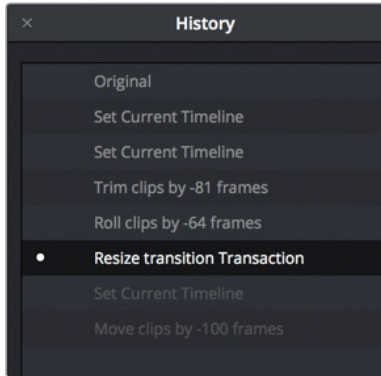 History
Original
Set Current Timeline
Set Current Timeline
Trim clips by -81 frames
Roll clips by -64 frames
Resize transition Transaction
Set Current Timeline
Move clips by -100 frames